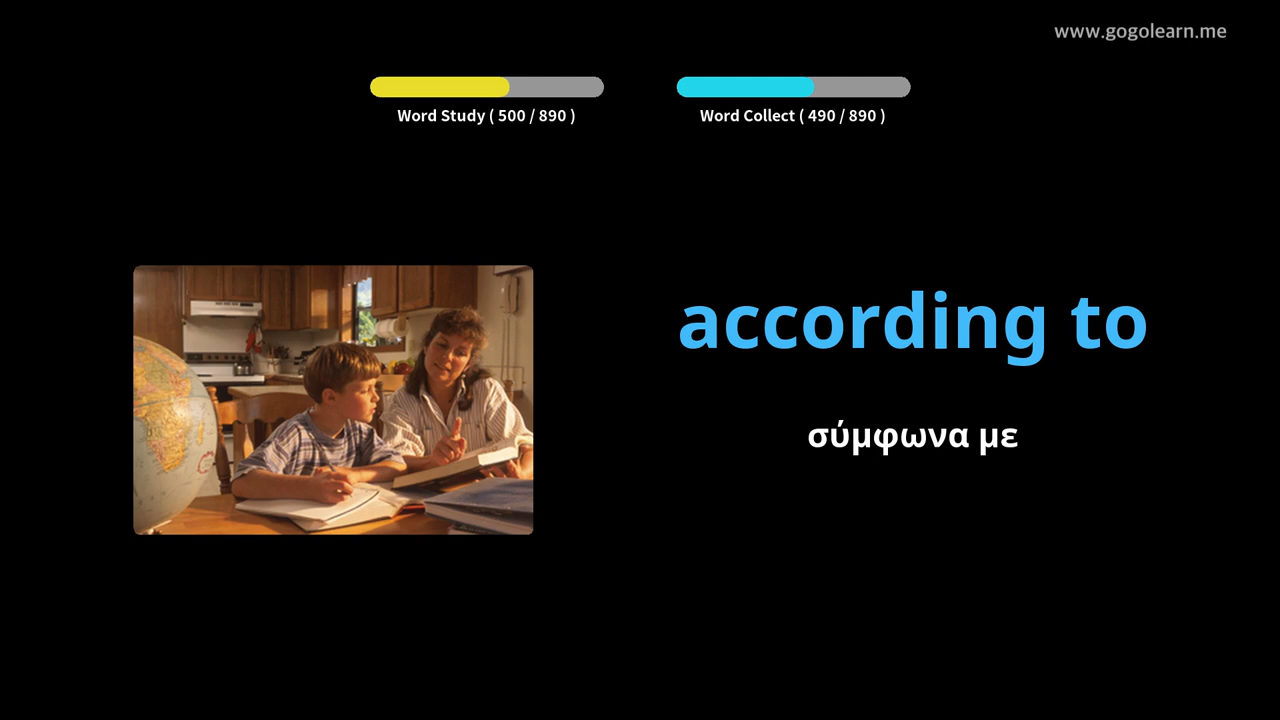 www.gogolearn.me
Word Study ( 500 / 890 )
Word Collect ( 490 / 890 )
according to
σύμφωνα με